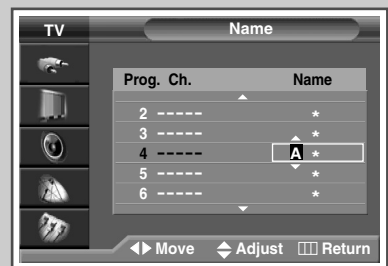 TV Name
Prog. Ch. Name
2 ----- *
3 ----- *
4 ----- A *
5 ----- *
6 ----- *
Move Adjust Return